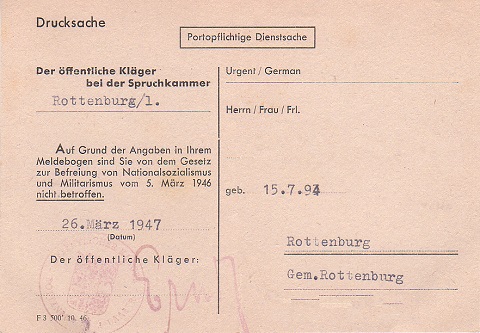 Drucksache
Portopflichtige Dienstsache
Der öffentliche Kläger
bei der Spruchkammer
Rottenburg/l.
Auf Grund der Angaben in Ihrem
Meldebogen sind Sie von dem Gesetz
zur Befreiung von Nationalsozialismus
und Militarismus vom 5. März 1946
nicht betroffen.
26.März 1947
(Datum)
Der öffentliche Kläger:
F 3 500' 10. 46
Urgent / German
Herrn / Frau / Frl.
geb. 15.7.94
Rottenburg
Gem.Rottenburg